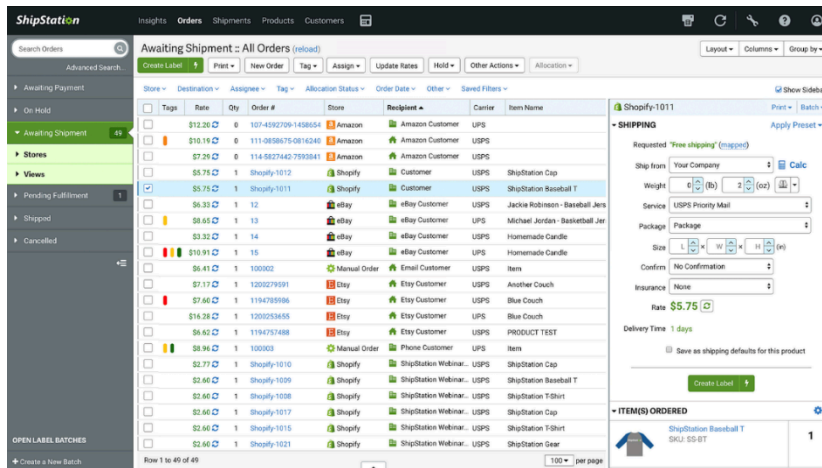 ShipStation Insights Orders Shipments Products Customers
Search Orders
Advanced Search...
Awaiting Payment
On Hold
Awaiting Shipment 49
Stores
Views
Pending Fulfillment 1
Shipped
Cancelled
OPEN LABEL BATCHES
+ Create a New Batch
Awaiting Shipment :: All Orders (reload)
Layout Columns Group by
Create Label Print New Order Tag Assign Update Rates Hold Other Actions Allocation
Store Destination Assignee Tag Allocation Status Order Date Other Saved Filters
Show Sideba
Tags Rate Qty Order # Store Recipient Carrier Item Name
$12.20 0 107-4592709-1458654 Amazon Amazon Customer UPS
$10.19 0 111-0858675-0816240 Amazon Amazon Customer USPS
$7.29 0 114-5827442-7593841 Amazon Amazon Customer USPS
$5.75 1 Shopify-1012 Shopify Customer USPS ShipStation Cap
$5.75 1 Shopify-1011 Shopify Customer USPS ShipStation Baseball T
$6.33 1 12 eBay eBay Customer USPS Jackie Robinson - Baseball Jers
$8.65 1 13 eBay eBay Customer UPS Michael Jordan - Basketball Jer
$3.32 1 14 eBay eBay Customer USPS Homemade Candle
$10.91 1 15 eBay eBay Customer UPS Homemade Candle
$6.41 1 100002 Manual Order Email Customer USPS Item
$7.17 1 1200279591 Etsy Etsy Customer USPS Another Couch
$7.60 1 1194705986 Etsy Etsy Customer USPS Blue Couch
$16.28 1 1200253655 Etsy Etsy Customer UPS Blue Couch
$6.62 1 1194757488 Etsy Etsy Customer USPS PRODUCT TEST
$8.96 1 100003 Manual Order Phone Customer UPS Item
$2.77 1 Shopify-1010 Shopify ShipStation Webinar... USPS ShipStation Cap
$2.60 1 Shopify-1009 Shopify ShipStation Webinar... USPS ShipStation Baseball T
$2.60 1 Shopify-1008 Shopify ShipStation Webinar... USPS ShipStation T-Shirt
$2.60 1 Shopify-1017 Shopify ShipStation Webinar... USPS ShipStation Cap
$2.60 1 Shopify-1015 Shopify ShipStation Webinar... USPS ShipStation T-Shirt
$2.60 1 Shopify-1021 Shopify ShipStation Webinar... USPS ShipStation Gear
Row 1 to 49 of 49
100 per page
Shopify-1011 Print Batch
SHIPPING Apply Preset
Requested "Free shipping" (mapped)
Ship from Your Company Calc
Weight 0 (lb) 2 (oz)
Service USPS Priority Mail
Package Package
Size L × W × H (in)
Confirm No Confirmation
Insurance None
Rate $5.75
Delivery Time 1 days
Save as shipping defaults for this product
Create Label
ITEM(S) ORDERED
ShipStation Baseball T 1
SKU: SS-BT